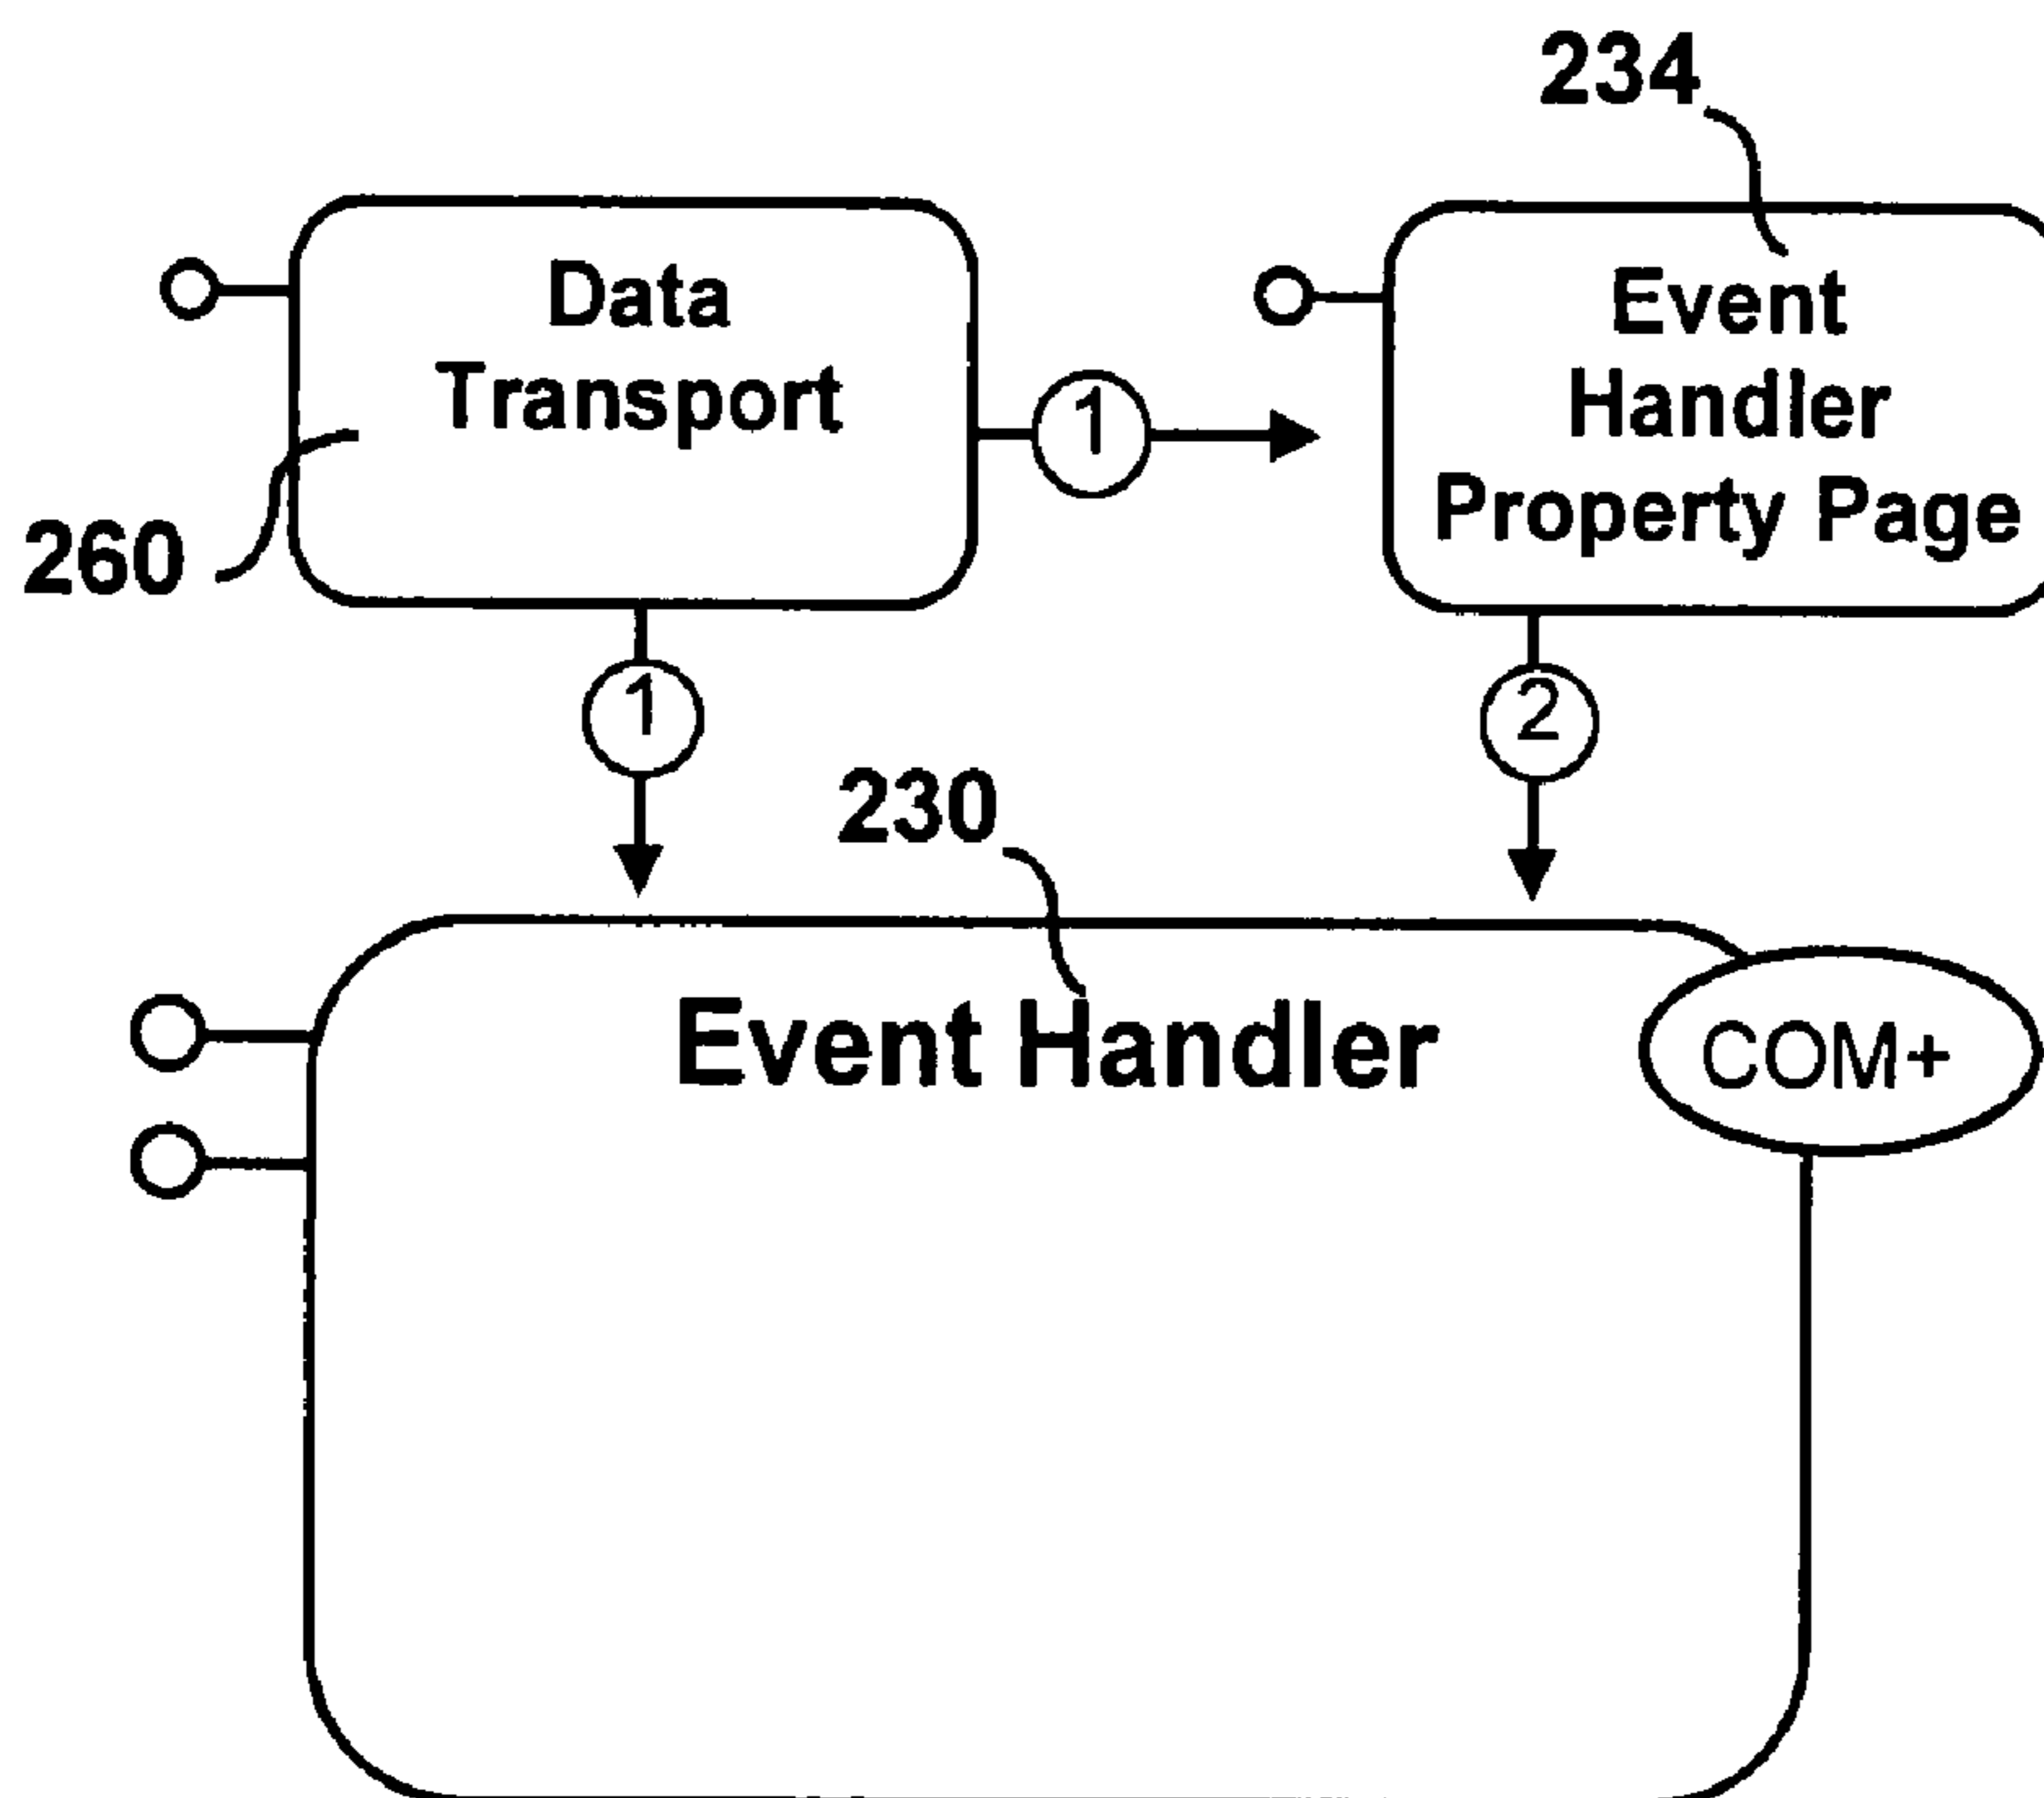 234
Data
Transport
1
Event
Handler
Property Page
260
1
2
230
Event Handler
COM+